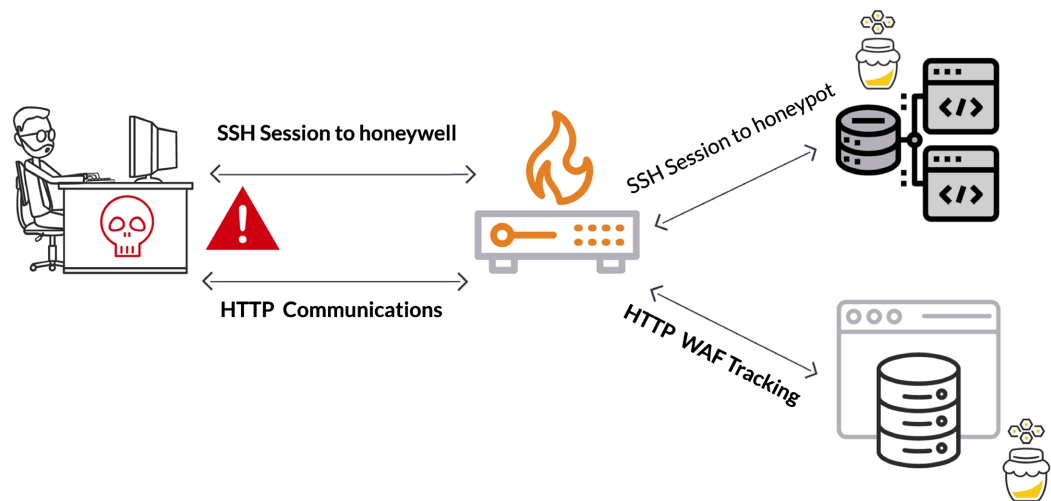 SSH Session to honeywell
HTTP Communications
SSH Session to honeypot
HTTP WAF Tracking
</>
</>